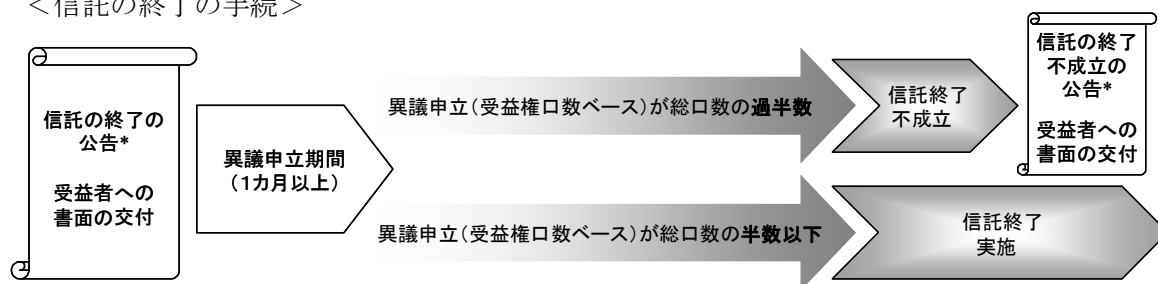 ＜信託の終了の手続＞
信託の終了の
公告*
受益者への
書面の交付
異議申立期間
（1カ月以上）
異議申立（受益権口数ベース）が総口数の過半数
信託終了
不成立
信託の終了
不成立の
公告*
受益者への
書面の交付
異議申立（受益権口数ベース）が総口数の半数以下
信託終了
実施